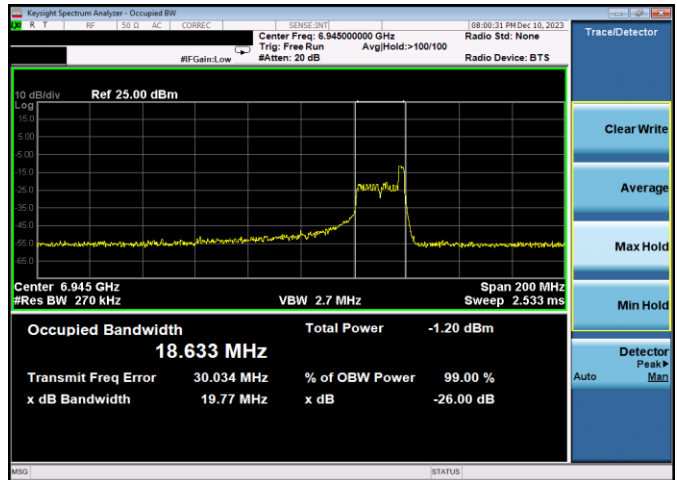 Keysight Spectrum Analyzer - Occupied BW
LXI R T RF 50 Ω AC CORREC SENSE:INT 08:00:31 PM Dec 10, 2023
Center Freq: 6.945000000 GHz Radio Std: None
Trig: Free Run Avg|Hold:>100/100
#IFGain:Low #Atten: 20 dB Radio Device: BTS
Trace/Detector
10 dB/div Ref 25.00 dBm
Log
15.0
5.00
-5.00
-15.0
-25.0
-35.0
-45.0
-55.0
-65.0
Center 6.945 GHz Span 200 MHz
#Res BW 270 kHz VBW 2.7 MHz Sweep 2.533 ms
Occupied Bandwidth Total Power -1.20 dBm
18.633 MHz
Transmit Freq Error 30.034 MHz % of OBW Power 99.00 %
x dB Bandwidth 19.77 MHz x dB -26.00 dB
Clear Write
Average
Max Hold
Min Hold
Detector
Peak▶
Auto Man
MSG STATUS